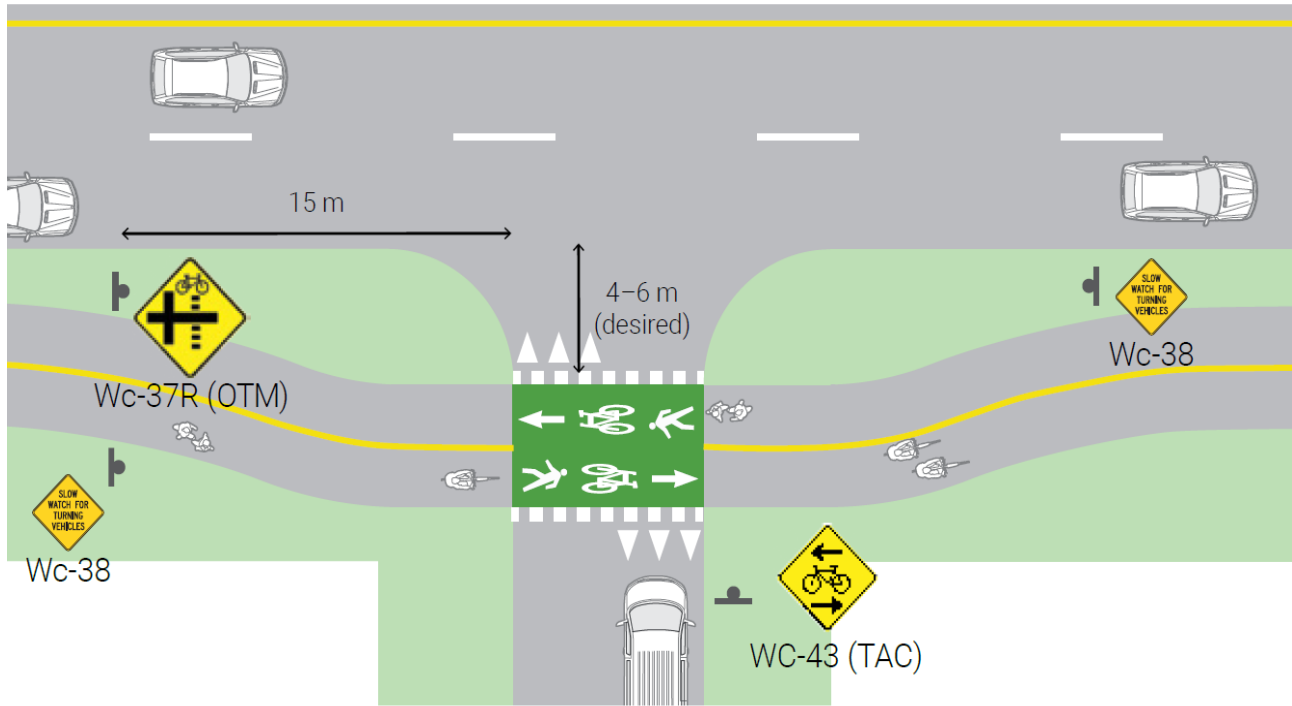 15 m
4–6 m
(desired)
SLOW
WATCH FOR
TURNING
VEHICLES
Wc-38
Wc-37R (OTM)
SLOW
WATCH FOR
TURNING
VEHICLES
Wc-38
WC-43 (TAC)